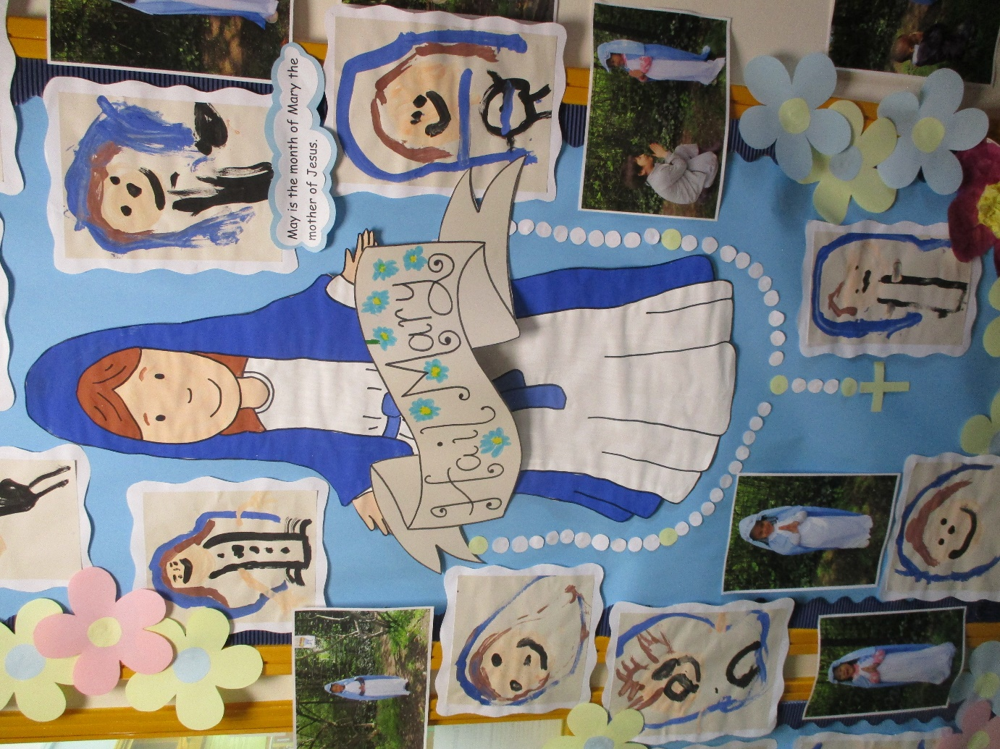 May is the month of Mary the
mother of Jesus.
Hail Mary